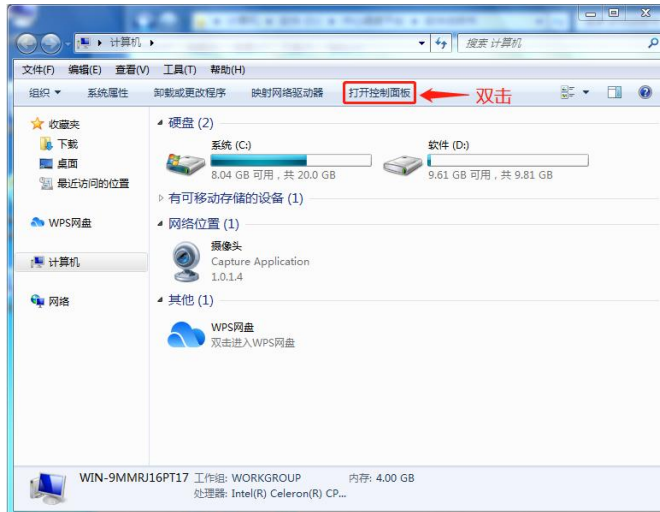 计算机
搜索 计算机
文件(F) 编辑(E) 查看(V) 工具(T) 帮助(H)
组织 系统属性 卸载或更改程序 映射网络驱动器 打开控制面板 双击
收藏夹
下载
桌面
最近访问的位置
WPS网盘
计算机
网络
硬盘 (2)
系统 (C:)
8.04 GB 可用，共 20.0 GB
软件 (D:)
9.61 GB 可用，共 9.81 GB
有可移动存储的设备 (1)
网络位置 (1)
摄像头
Capture Application
1.0.1.4
其他 (1)
WPS网盘
双击进入WPS网盘
WIN-9MMRJ16PT17 工作组: WORKGROUP 内存: 4.00 GB
处理器: Intel(R) Celeron(R) CP...